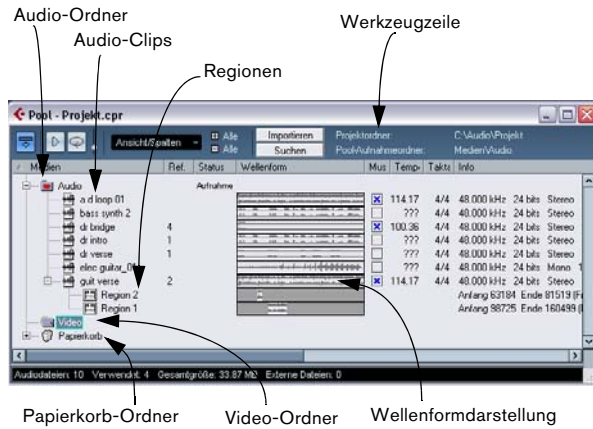 Audio-Ordner
Audio-Clips
Regionen
Werkzeugzeile
Pool - Projekt.cpr
Ansicht/Spalten
Alle
Alle
Importieren
Suchen
Projektordner:
Pool-Aufnahmeordner:
C:\Audio\Projekt
Medien\Audio
Medien Ref. Status Wellenform Mus Temp Takta Info
Audio Aufnahme
a d loop 01 114.17 4/4 48.000 kHz 24 bits Stereo
bass synth 2 ??? 4/4 48.000 kHz 24 bits Stereo
dr bridge 4 100.36 4/4 48.000 kHz 24 bits Stereo
dr intro 1 ??? 4/4 48.000 kHz 24 bits Stereo
dr verse 1 ??? 4/4 48.000 kHz 24 bits Stereo
elec guitar_01 ??? 4/4 48.000 kHz 24 bits Mono 1
guit verse 2 114.17 4/4 48.000 kHz 24 bits Stereo
Region 2 Anfang 63184 Ende 81519 (Fr
Region 1 Anfang 98725 Ende 160499 (
Video
Papierkorb
Audiodateien: 10 Verwendet: 4 Gesamtgröße: 33.87 MB Externe Dateien: 0
Papierkorb-Ordner
Video-Ordner
Wellenformdarstellung